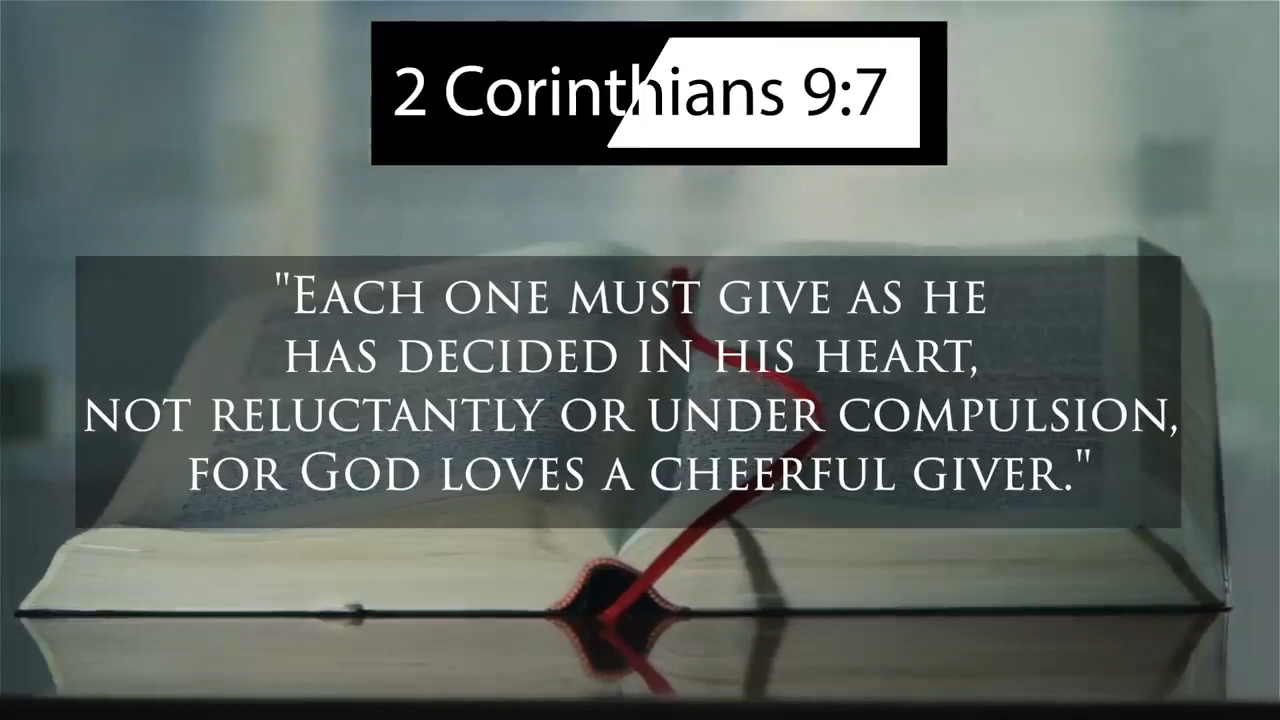 2 Corinthians 9:7
"Each one must give as he
has decided in his heart,
not reluctantly or under compulsion,
for God loves a cheerful giver."